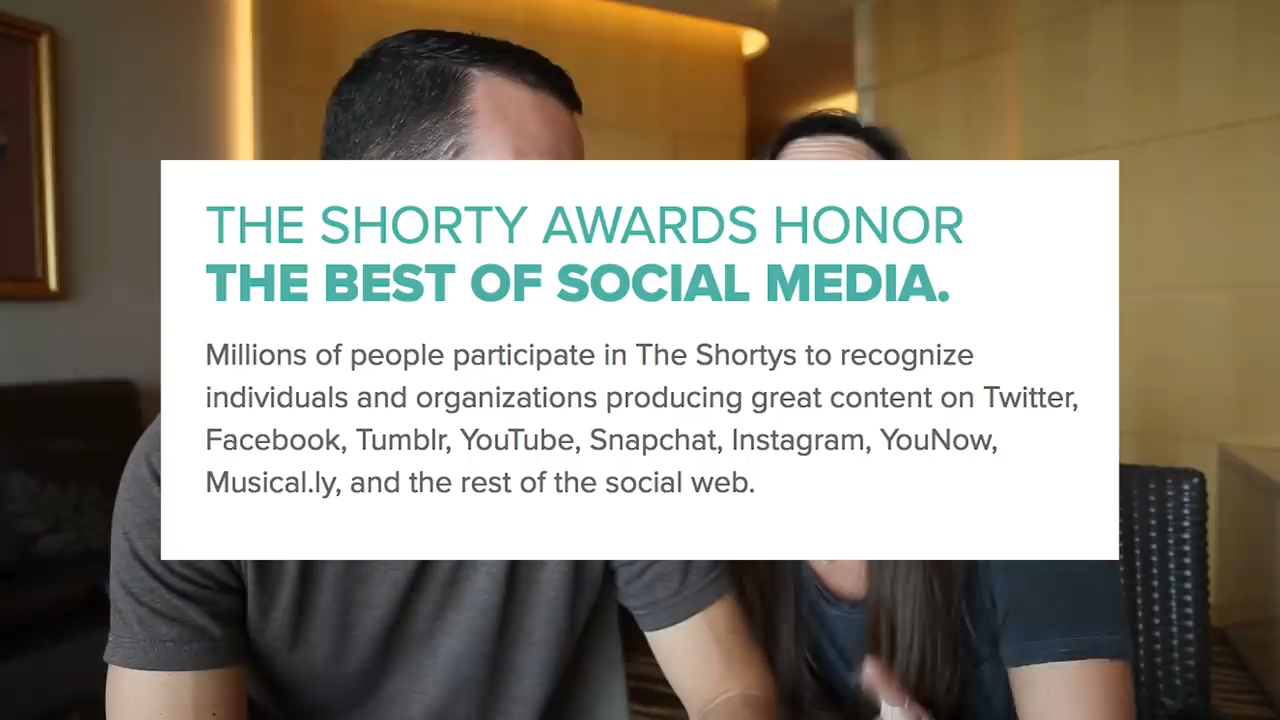 THE SHORTY AWARDS HONOR
THE BEST OF SOCIAL MEDIA.
Millions of people participate in The Shortys to recognize
individuals and organizations producing great content on Twitter,
Facebook, Tumblr, YouTube, Snapchat, Instagram, YouNow,
Musical.ly, and the rest of the social web.